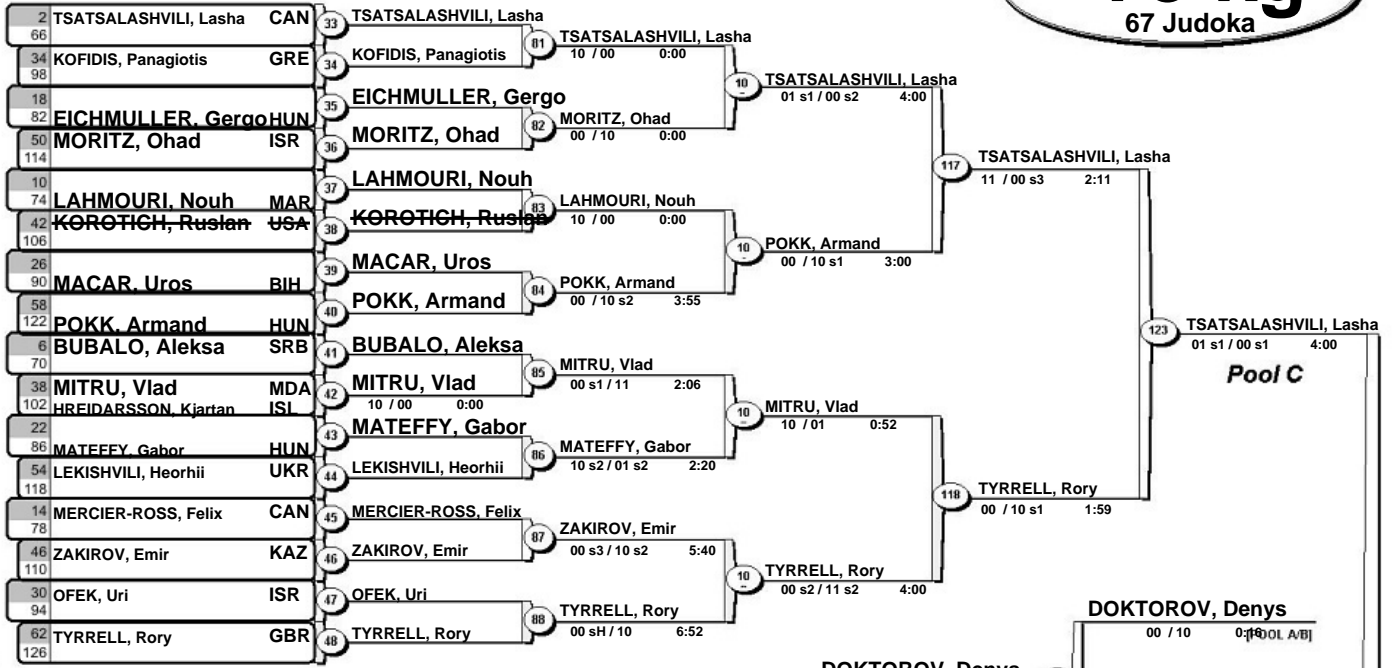 67 Judoka
2 TSATSALASHVILI, Lasha CAN
66
34 KOFIDIS, Panagiotis GRE
98
18
82 EICHMULLER, Gergo HUN
50 MORITZ, Ohad ISR
114
10
74 LAHMOURI, Nouh MAR
42 KOROTICH, Ruslan USA
106
26
90 MACAR, Uros BIH
58
122 POKK, Armand HUN
6 BUBALO, Aleksa SRB
70
38 MITRU, Vlad MDA
102 HREIDARSSON, Kjartan ISL
22
86 MATEFFY, Gabor HUN
54 LEKISHVILI, Heorhii UKR
118
14 MERCIER-ROSS, Felix CAN
78
46 ZAKIROV, Emir KAZ
110
30 OFEK, Uri ISR
94
62 TYRRELL, Rory GBR
126
33 TSATSALASHVILI, Lasha
34 KOFIDIS, Panagiotis
35 EICHMULLER, Gergo
36 MORITZ, Ohad
37 LAHMOURI, Nouh
38 KOROTICH, Ruslan
39 MACAR, Uros
40 POKK, Armand
41 BUBALO, Aleksa
42 MITRU, Vlad
10 / 00 0:00
43 MATEFFY, Gabor
44 LEKISHVILI, Heorhii
45 MERCIER-ROSS, Felix
46 ZAKIROV, Emir
47 OFEK, Uri
48 TYRRELL, Rory
81 TSATSALASHVILI, Lasha
10 / 00 0:00
82 MORITZ, Ohad
00 / 10 0:00
83 LAHMOURI, Nouh
10 / 00 0:00
84 POKK, Armand
00 / 10 s2 3:55
85 MITRU, Vlad
00 s1 / 11 2:06
86 MATEFFY, Gabor
10 s2 / 01 s2 2:20
87 ZAKIROV, Emir
00 s3 / 10 s2 5:40
88 TYRRELL, Rory
00 sH / 10 6:52
10 TSATSALASHVILI, Lasha
01 s1 / 00 s2 4:00
10 POKK, Armand
00 / 10 s1 3:00
10 MITRU, Vlad
10 / 01 0:52
10 TYRRELL, Rory
00 s2 / 11 s2 4:00
117 TSATSALASHVILI, Lasha
11 / 00 s3 2:11
118 TYRRELL, Rory
00 / 10 s1 1:59
123 TSATSALASHVILI, Lasha
01 s1 / 00 s1 4:00
Pool C
DOKTOROV, Denys
00 / 10 [POOL A/B]
DOKTOROV, Denys